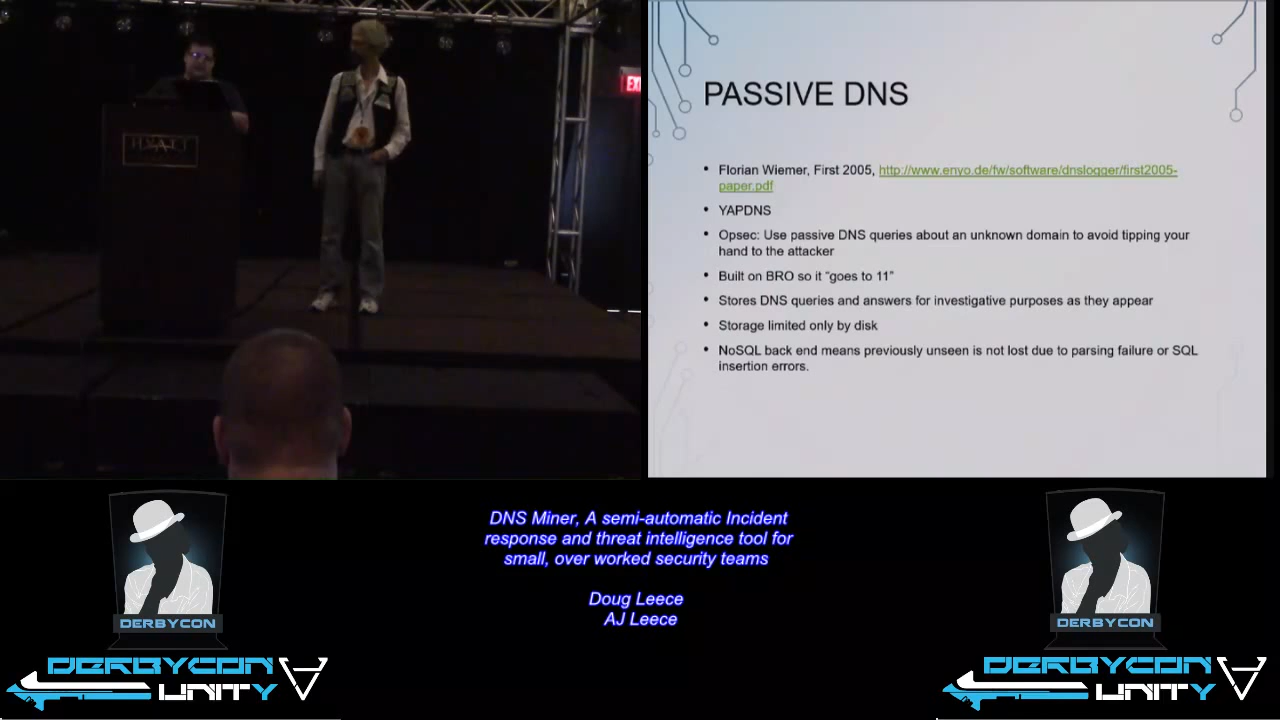 HYATT
EXI
PASSIVE DNS
• Florian Wiemer, First 2005, http://www.enyo.de/fw/software/dnslogger/first2005-
paper.pdf
• YAPDNS
• Opsec: Use passive DNS queries about an unknown domain to avoid tipping your
hand to the attacker
• Built on BRO so it “goes to 11”
• Stores DNS queries and answers for investigative purposes as they appear
• Storage limited only by disk
• NoSQL back end means previously unseen is not lost due to parsing failure or SQL
insertion errors.
DNS Miner, A semi-automatic Incident
response and threat intelligence tool for
small, over worked security teams
Doug Leece
AJ Leece
DERBYCON
DERBYCON
UNITY
DERBYCON
DERBYCON
UNITY